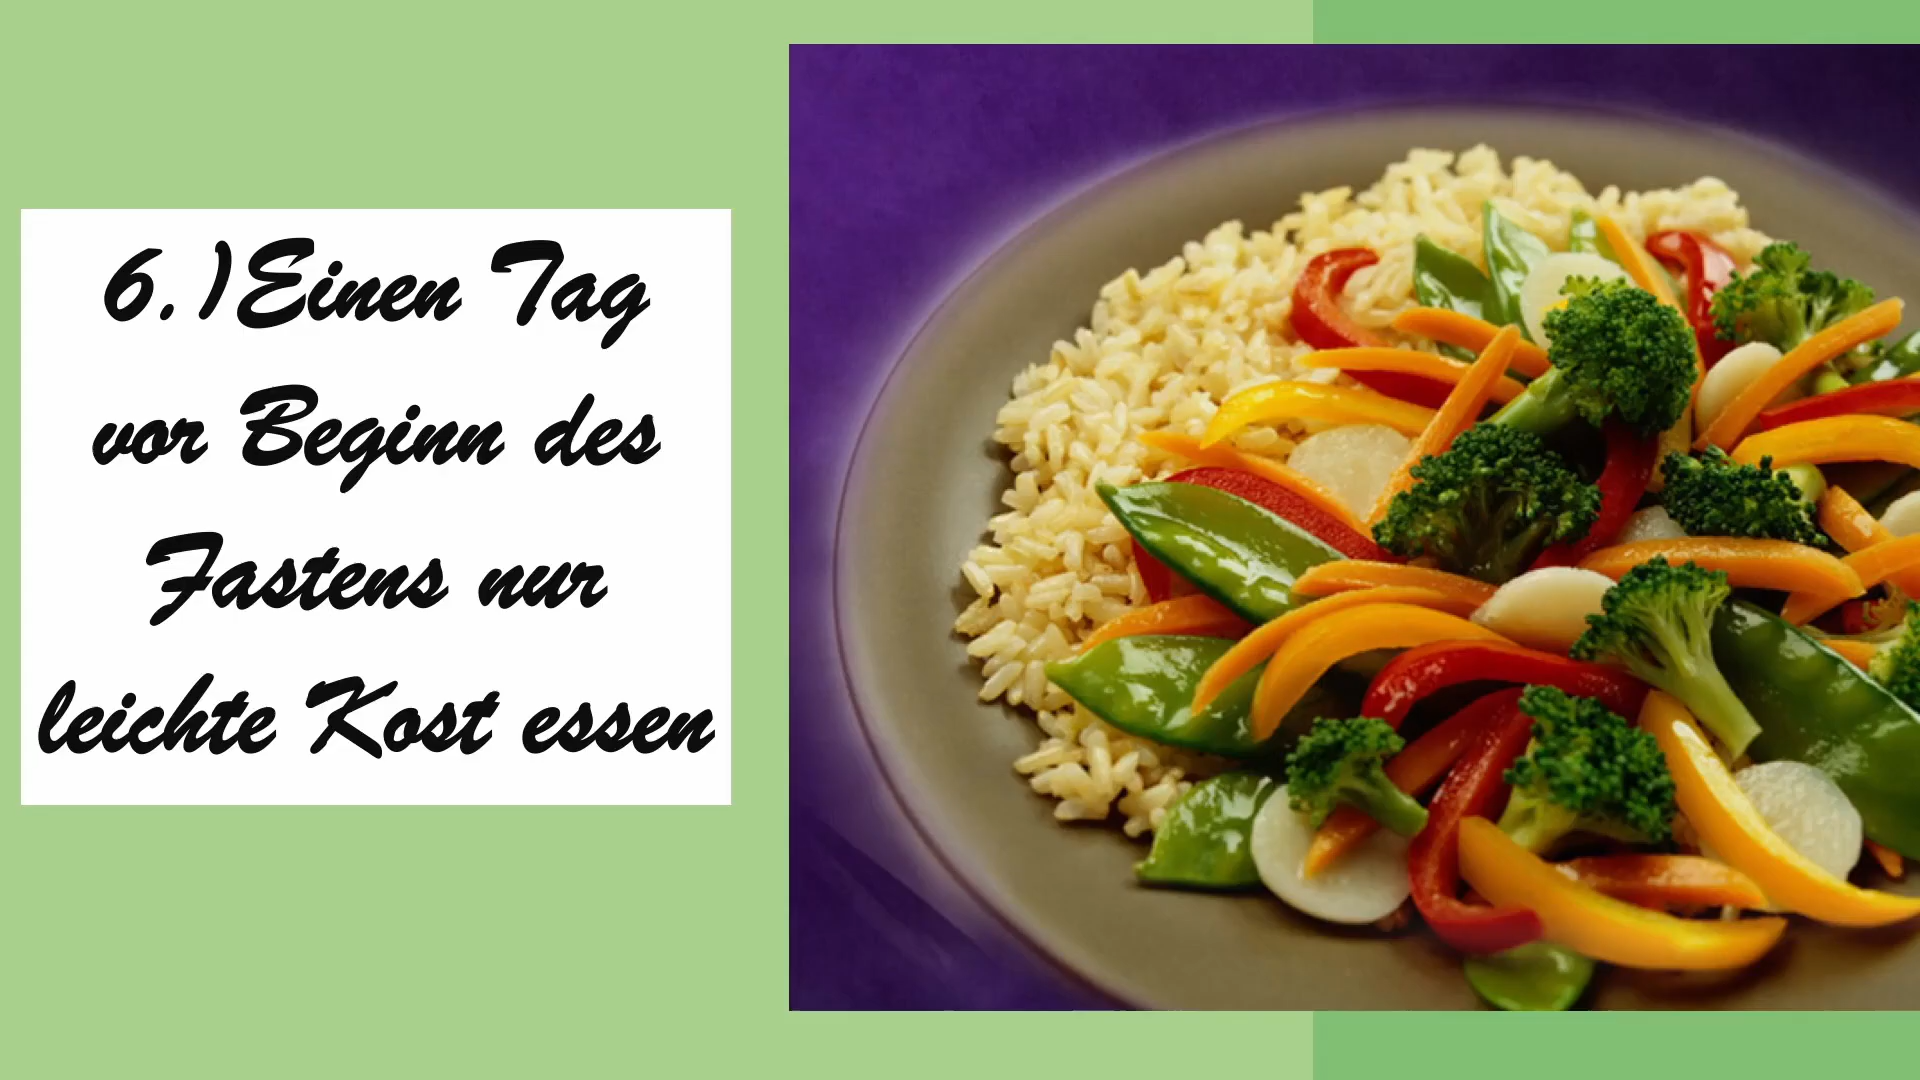 6.)Einen Tag
vor Beginn des
Fastens nur
leichte Kost essen